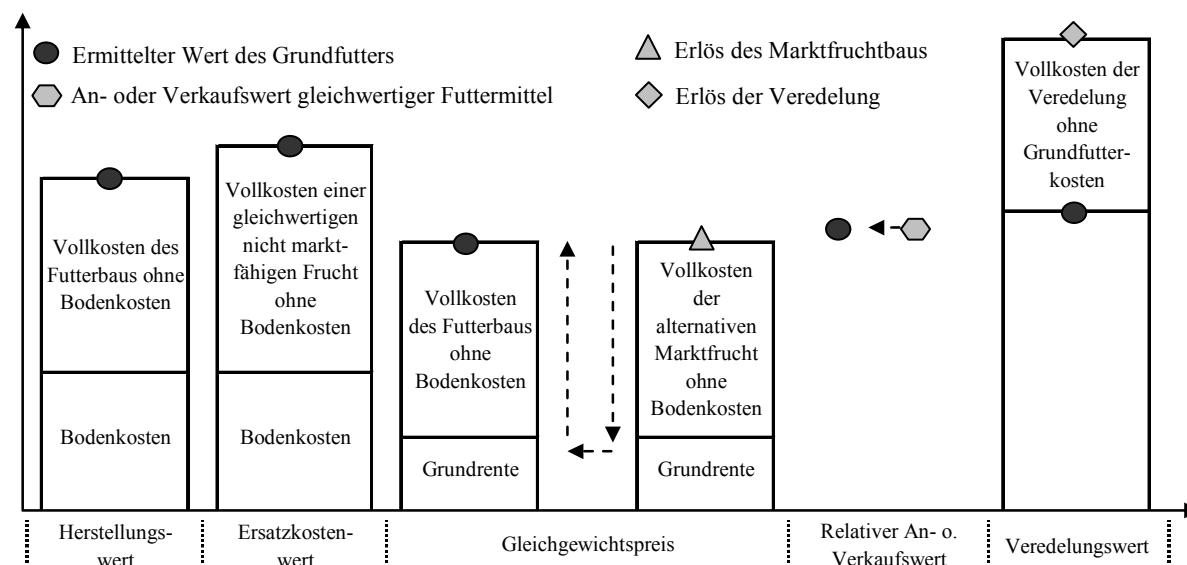 Ermittelter Wert des Grundfutters
An- oder Verkaufswert gleichwertiger Futtermittel
Erlös des Marktfruchtbaus
Erlös der Veredelung
Vollkosten des
Futterbaus ohne
Bodenkosten
Bodenkosten
Vollkosten einer
gleichwertigen
nicht markt-
fähigen Frucht
ohne
Bodenkosten
Bodenkosten
Vollkosten
des Futterbaus
ohne
Bodenkosten
Grundrente
Vollkosten
der
alternativen
Marktfrucht
ohne
Bodenkosten
Grundrente
Vollkosten der
Veredelung
ohne
Grundfutter-
kosten
Herstellungs-
wert
Ersatzkosten-
wert
Gleichgewichtspreis
Relativer An- o.
Verkaufswert
Veredelungswert